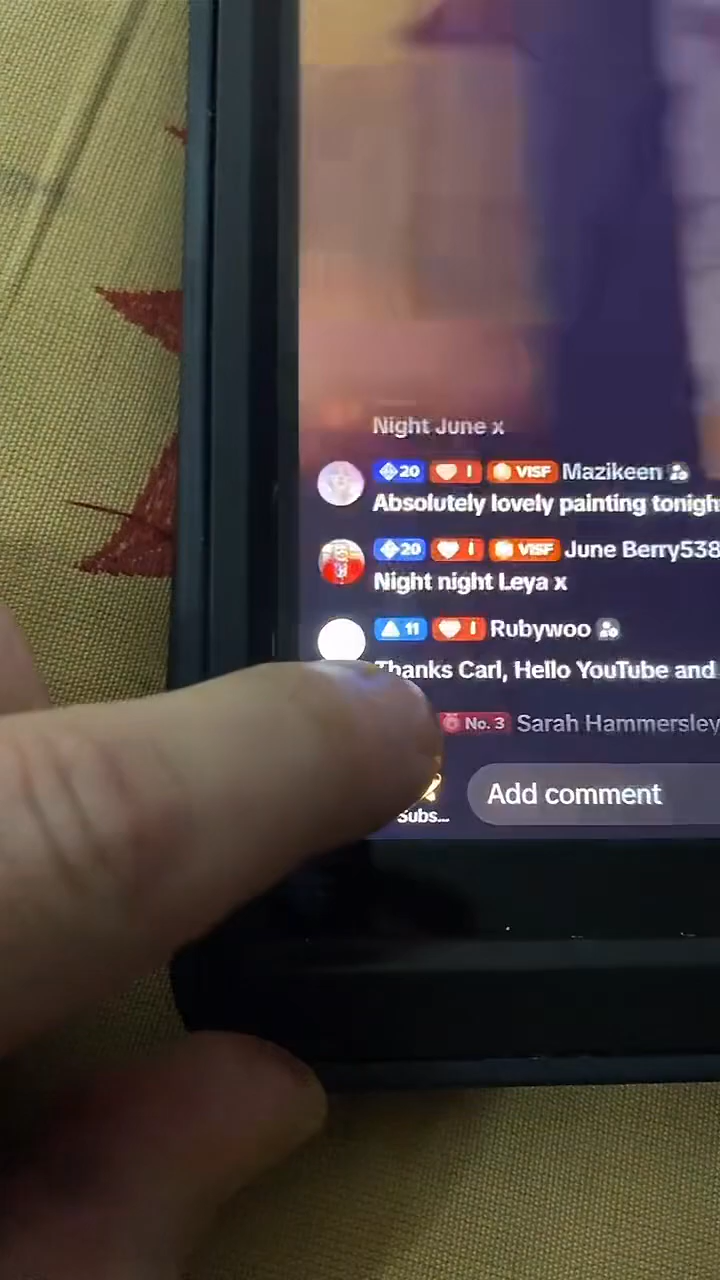 Night June x
20 I VISF Mazikeen
Absolutely lovely painting tonigh
20 I VISF June Berry538
Night night Leya x
11 I Rubywoo
Thanks Carl, Hello YouTube and
No. 3 Sarah Hammersley
Add comment
Subs...